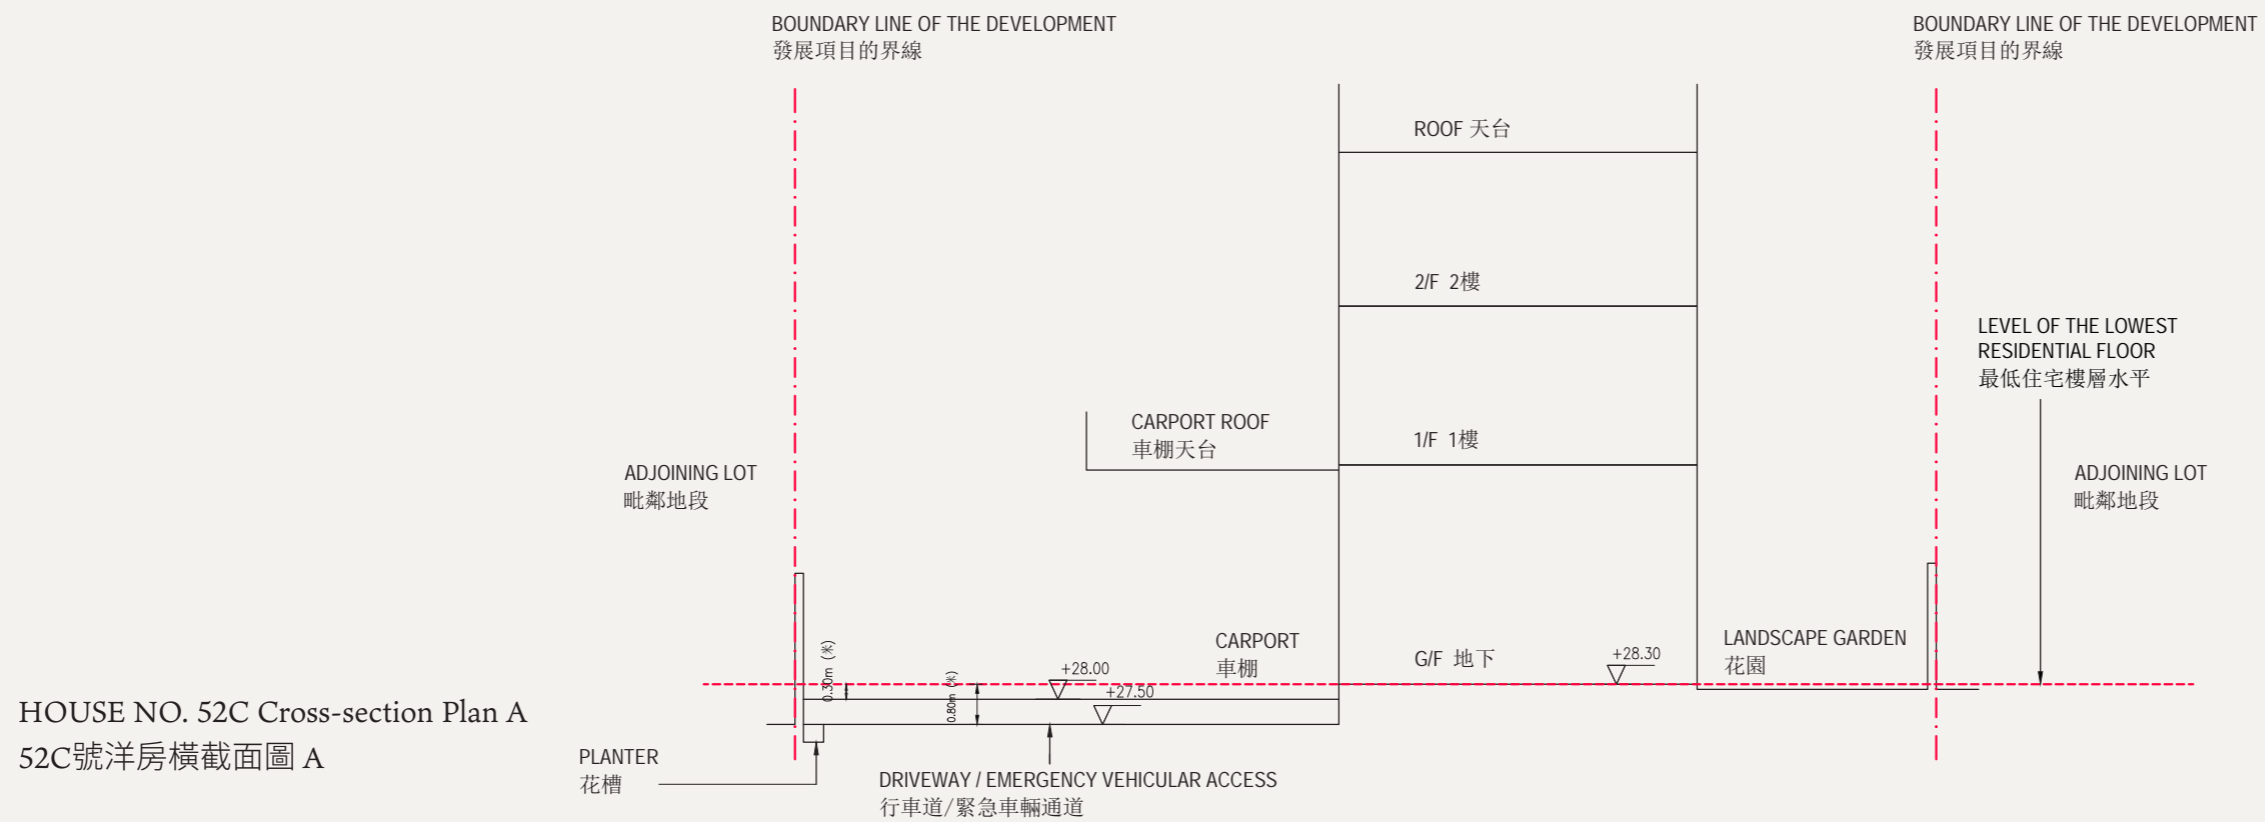 BOUNDARY LINE OF THE DEVELOPMENT
發展項目的界線
BOUNDARY LINE OF THE DEVELOPMENT
發展項目的界線
ROOF 天台
2/F 2樓
LEVEL OF THE LOWEST
RESIDENTIAL FLOOR
最低住宅樓層水平
CARPORT ROOF
車棚天台
1/F 1樓
ADJOINING LOT
毗鄰地段
ADJOINING LOT
毗鄰地段
CARPORT
車棚
G/F 地下
+28.30
LANDSCAPE GARDEN
花園
0.30m (米)
0.80m (米)
+28.00
+27.50
HOUSE NO. 52C Cross-section Plan A
52C號洋房橫截面圖 A
PLANTER
花槽
DRIVEWAY / EMERGENCY VEHICULAR ACCESS
行車道/緊急車輛通道